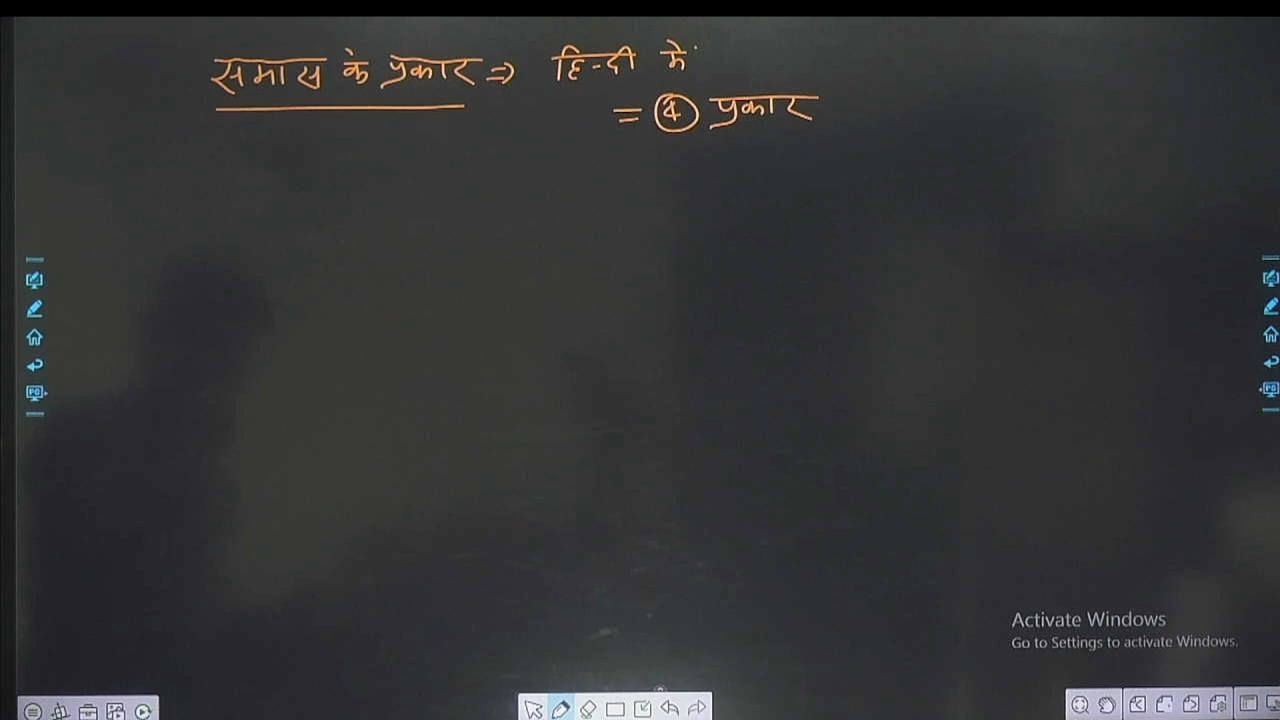 समास के प्रकार ⇒ हिन्दी में
= ④ प्रकार
Activate Windows
Go to Settings to activate Windows.